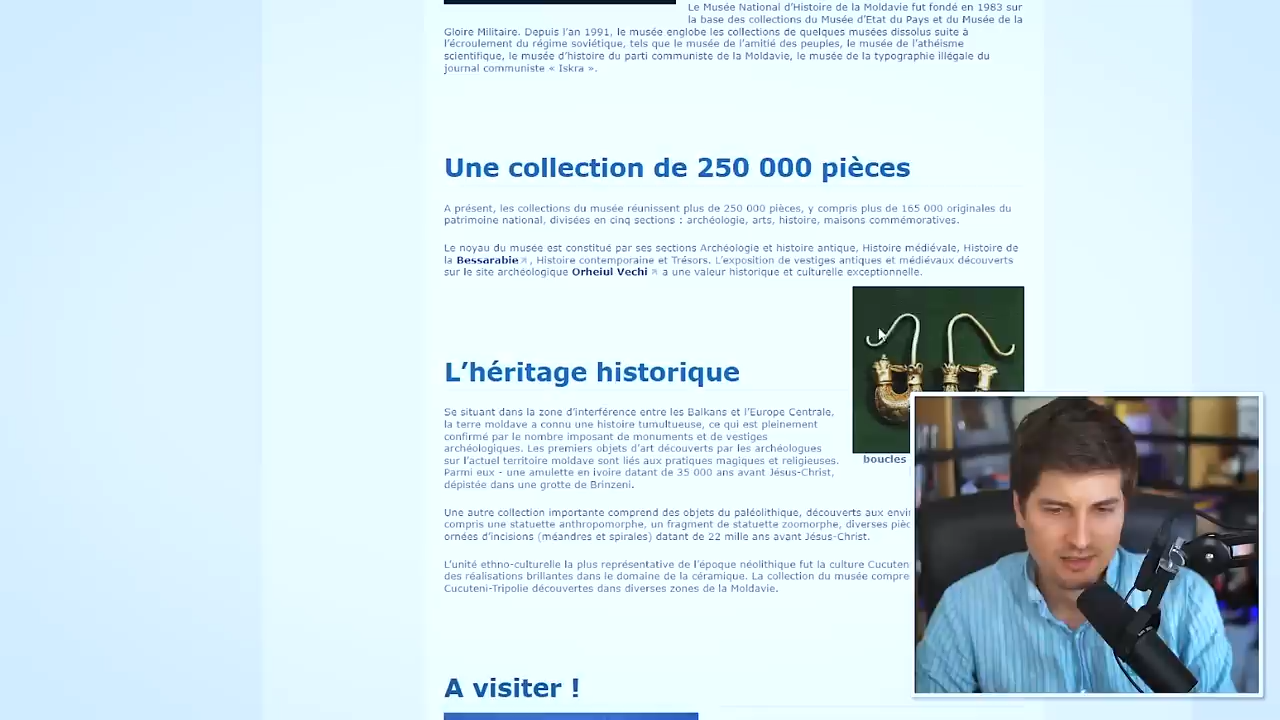 Le Musée National d'Histoire de la Moldavie fut fondé en 1983 sur
la base des collections du Musée d'Etat du Pays et du Musée de la
Gloire Militaire. Depuis l'an 1991, le musée englobe les collections de quelques musées dissolus suite à
l'écroulement du régime soviétique, tels que le musée de l'amitié des peuples, le musée de l'athéisme
scientifique, le musée d'histoire du parti communiste de la Moldavie, le musée de la typographie illégale du
journal communiste « Iskra ».
Une collection de 250 000 pièces
A présent, les collections du musée réunissent plus de 250 000 pièces, y compris plus de 165 000 originales du
patrimoine national, divisées en cinq sections : archéologie, arts, histoire, maisons commémoratives.
Le noyau du musée est constitué par ses sections Archéologie et histoire antique, Histoire médiévale, Histoire de
la Bessarabie, Histoire contemporaine et Trésors. L'exposition de vestiges antiques et médiévaux découverts
sur le site archéologique Orheiul Vechi a une valeur historique et culturelle exceptionnelle.
L'héritage historique
Se situant dans la zone d'interférence entre les Balkans et l'Europe Centrale,
la terre moldave a connu une histoire tumultueuse, ce qui est pleinement
confirmé par le nombre imposant de monuments et de vestiges
archéologiques. Les premiers objets d'art découverts par les archéologues
sur l'actuel territoire moldave sont liés aux pratiques magiques et religieuses.
Parmi eux - une amulette en ivoire datant de 35 000 ans avant Jésus-Christ,
dépistée dans une grotte de Brinzeni.
boucles
Une autre collection importante comprend des objets du paléolithique, découverts aux envi
compris une statuette anthropomorphe, un fragment de statuette zoomorphe, diverses piè
ornées d'incisions (méandres et spirales) datant de 22 mille ans avant Jésus-Christ.
L'unité ethno-culturelle la plus représentative de l'époque néolithique fut la culture Cucuten
des réalisations brillantes dans le domaine de la céramique. La collection du musée compre
Cucuteni-Tripolie découvertes dans diverses zones de la Moldavie.
A visiter !